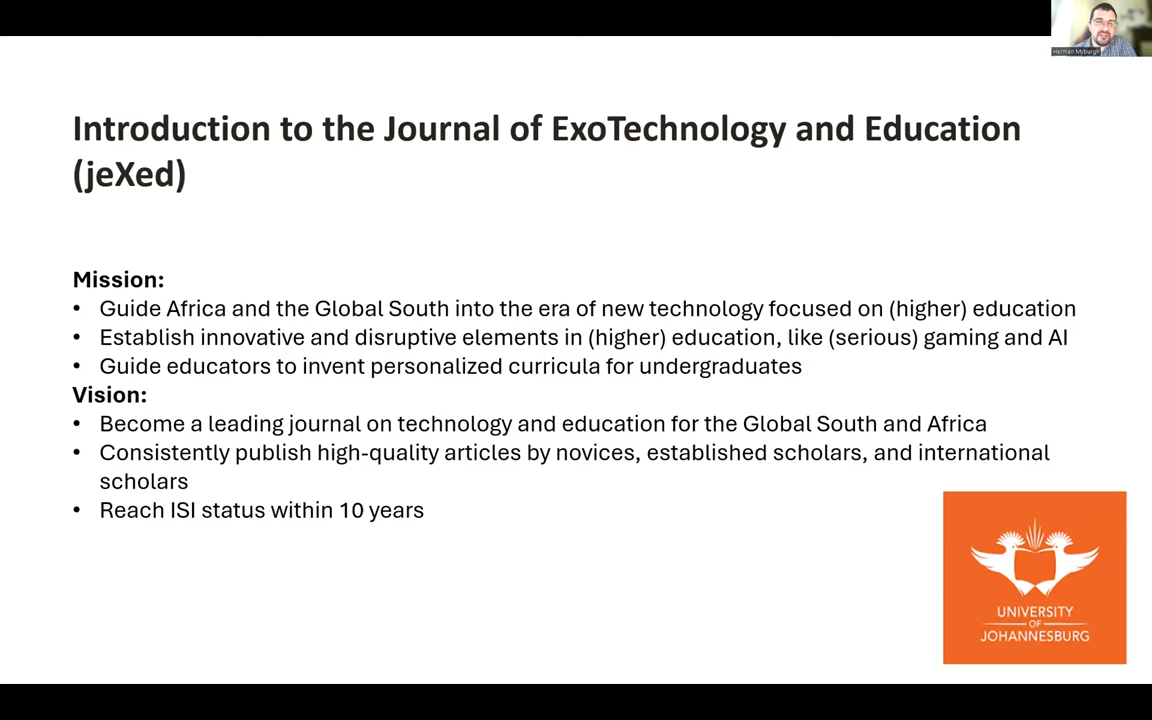 Herman Myburgh
Introduction to the Journal of ExoTechnology and Education
(jeXed)
Mission:
• Guide Africa and the Global South into the era of new technology focused on (higher) education
• Establish innovative and disruptive elements in (higher) education, like (serious) gaming and AI
• Guide educators to invent personalized curricula for undergraduates
Vision:
• Become a leading journal on technology and education for the Global South and Africa
• Consistently publish high-quality articles by novices, established scholars, and international
scholars
• Reach ISI status within 10 years
UNIVERSITY
OF
JOHANNESBURG